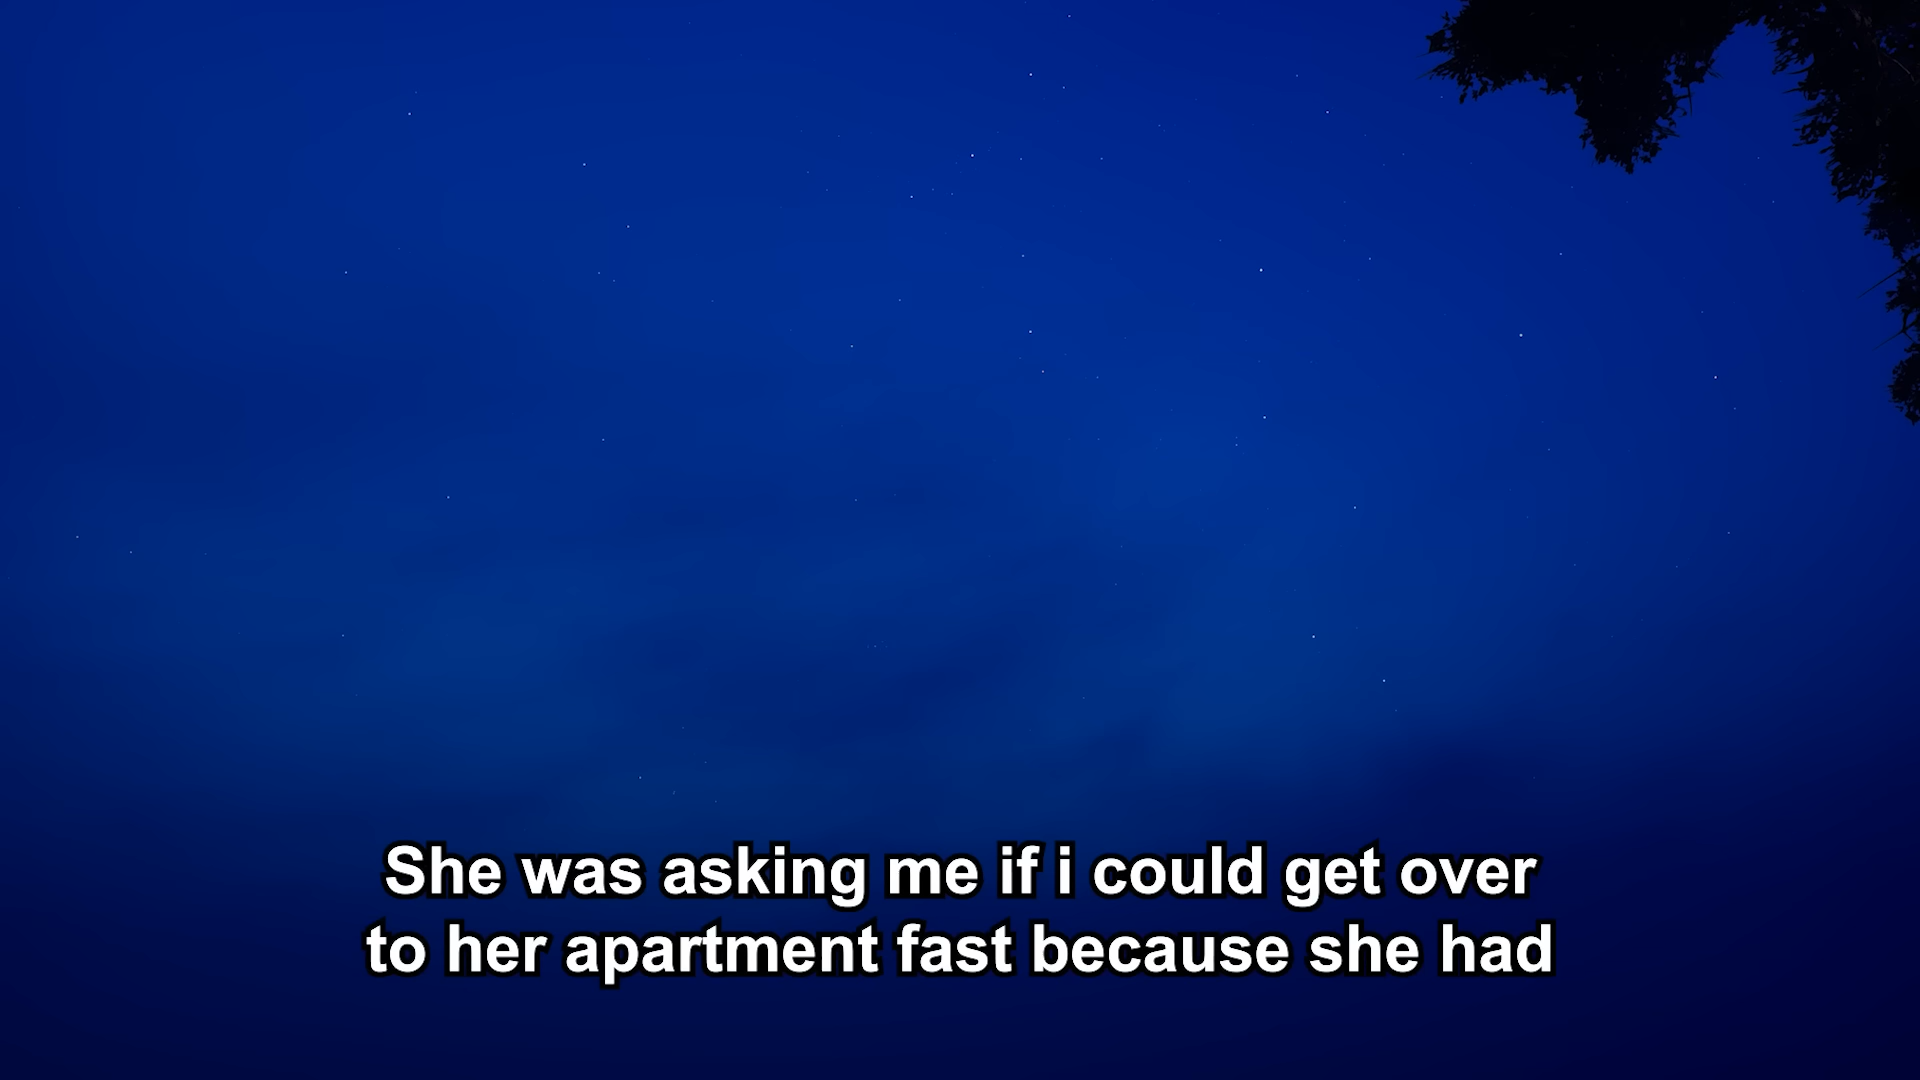 She was asking me if i could get over
to her apartment fast because she had